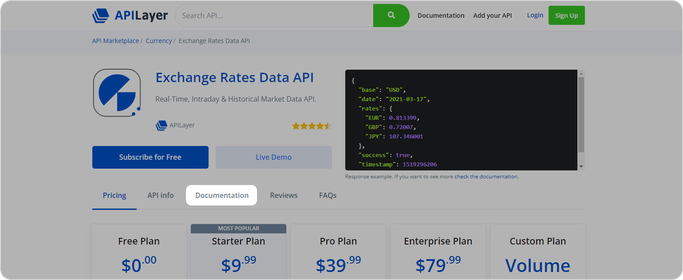 APILayer
Search API...
Documentation Add your API Login Sign Up
API Marketplace / Currency / Exchange Rates Data API
Exchange Rates Data API
Real-Time, Intraday & Historical Market Data API.
APILayer
Subscribe for Free Live Demo
{
"base": "USD",
"date": "2021-03-17",
"rates": {
"EUR": 0.813399,
"GBP": 0.72007,
"JPY": 107.346001
},
"success": true,
"timestamp": 1519296206
Response example. If you want to see more check the documentation.
Pricing API info Documentation Reviews FAQs
MOST POPULAR
Free Plan Starter Plan Pro Plan Enterprise Plan Custom Plan
$0.00 $9.99 $39.99 $79.99 Volume